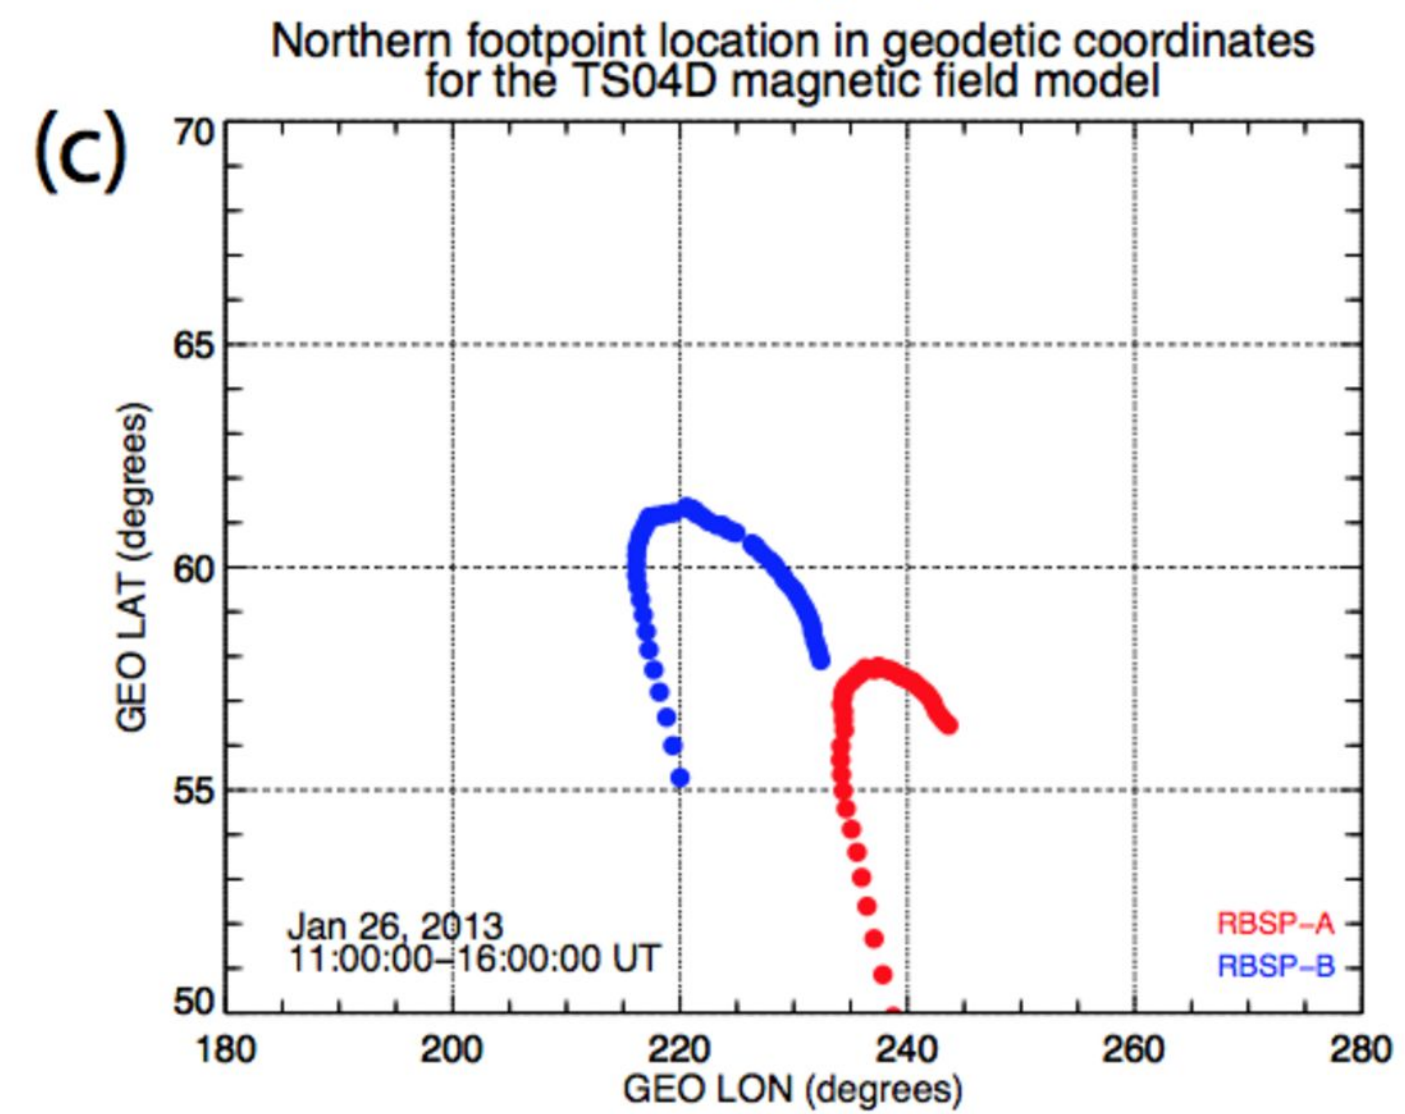 Northern footpoint location in geodetic coordinates
for the TS04D magnetic field model
(c)
70
65
60
55
50
GEO LAT (degrees)
Jan 26, 2013
11:00:00–16:00:00 UT
RBSP–A
RBSP–B
180 200 220 240 260 280
GEO LON (degrees)